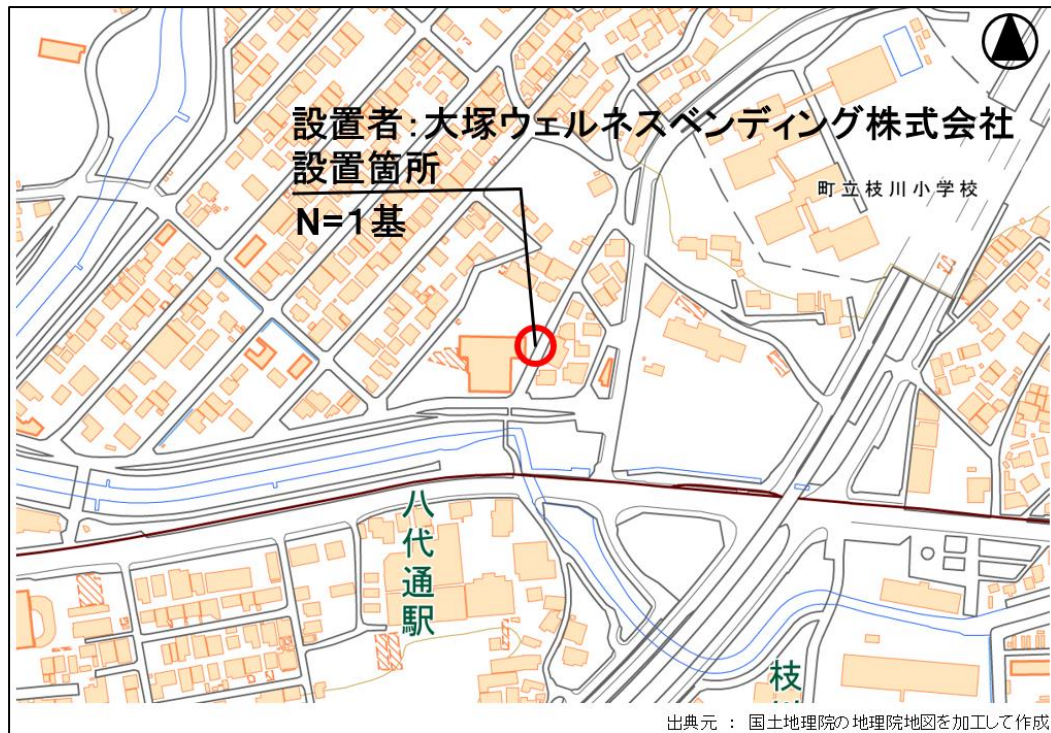 設置者：大塚ウェルネスベンディング株式会社
設置箇所
N=1基
町立枝川小学校
八代通駅
枝
出典元 ： 国土地理院の地理院地図を加工して作成